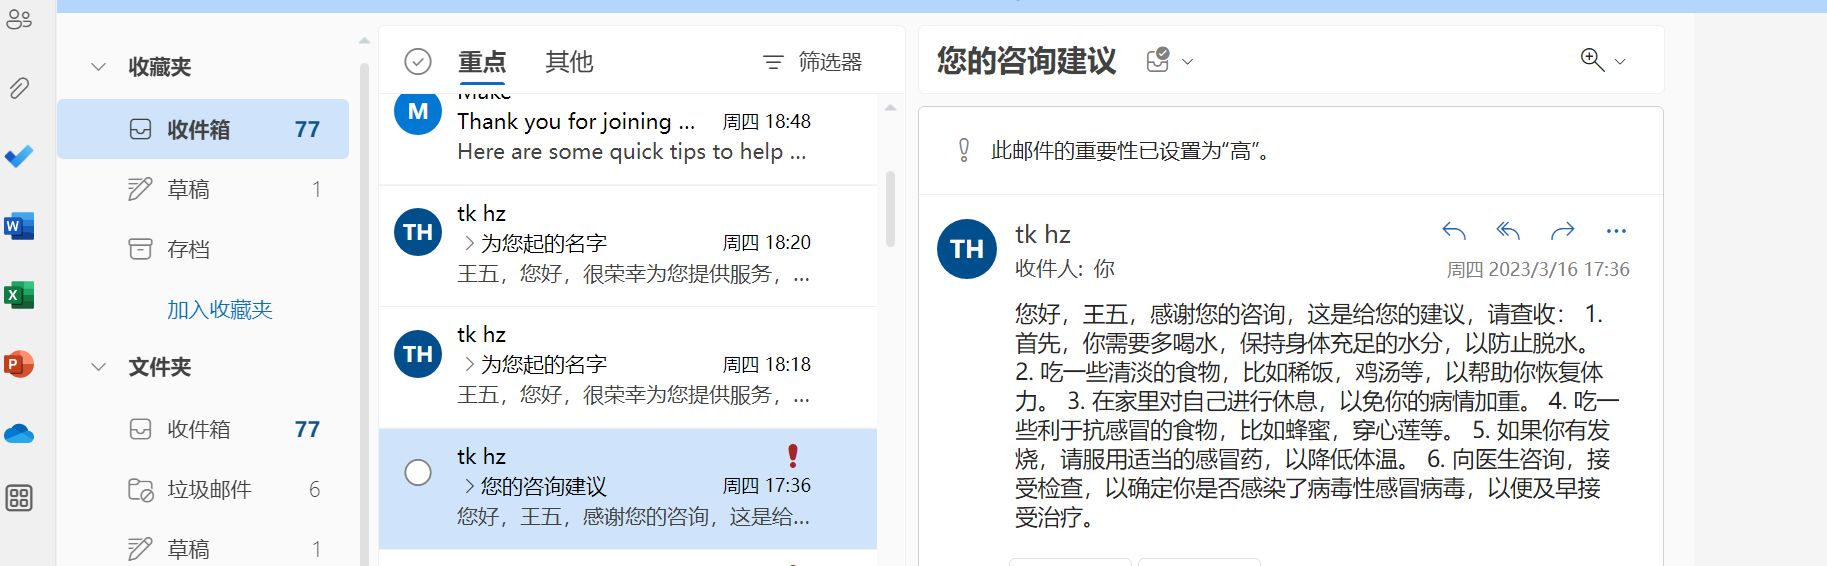 收藏夹
收件箱 77
草稿 1
存档
加入收藏夹
文件夹
收件箱 77
垃圾邮件 6
草稿 1
重点 其他 筛选器
M
Make
Thank you for joining ... 周四 18:48
Here are some quick tips to help ...
TH
tk hz
为您起的名字 周四 18:20
王五，您好，很荣幸为您提供服务，...
TH
tk hz
为您起的名字 周四 18:18
王五，您好，很荣幸为您提供服务，...
tk hz
您的咨询建议 周四 17:36
您好，王五，感谢您的咨询，这是给...
您的咨询建议
此邮件的重要性已设置为“高”。
TH
tk hz
收件人: 你
周四 2023/3/16 17:36
您好，王五，感谢您的咨询，这是给您的建议，请查收： 1.
首先，你需要多喝水，保持身体充足的水分，以防止脱水。
2. 吃一些清淡的食物，比如稀饭，鸡汤等，以帮助你恢复体
力。 3. 在家里对自己进行休息，以免你的病情加重。 4. 吃一
些利于抗感冒的食物，比如蜂蜜，穿心莲等。 5. 如果你有发
烧，请服用适当的感冒药，以降低体温。 6. 向医生咨询，接
受检查，以确定你是否感染了病毒性感冒病毒，以便及早接
受治疗。